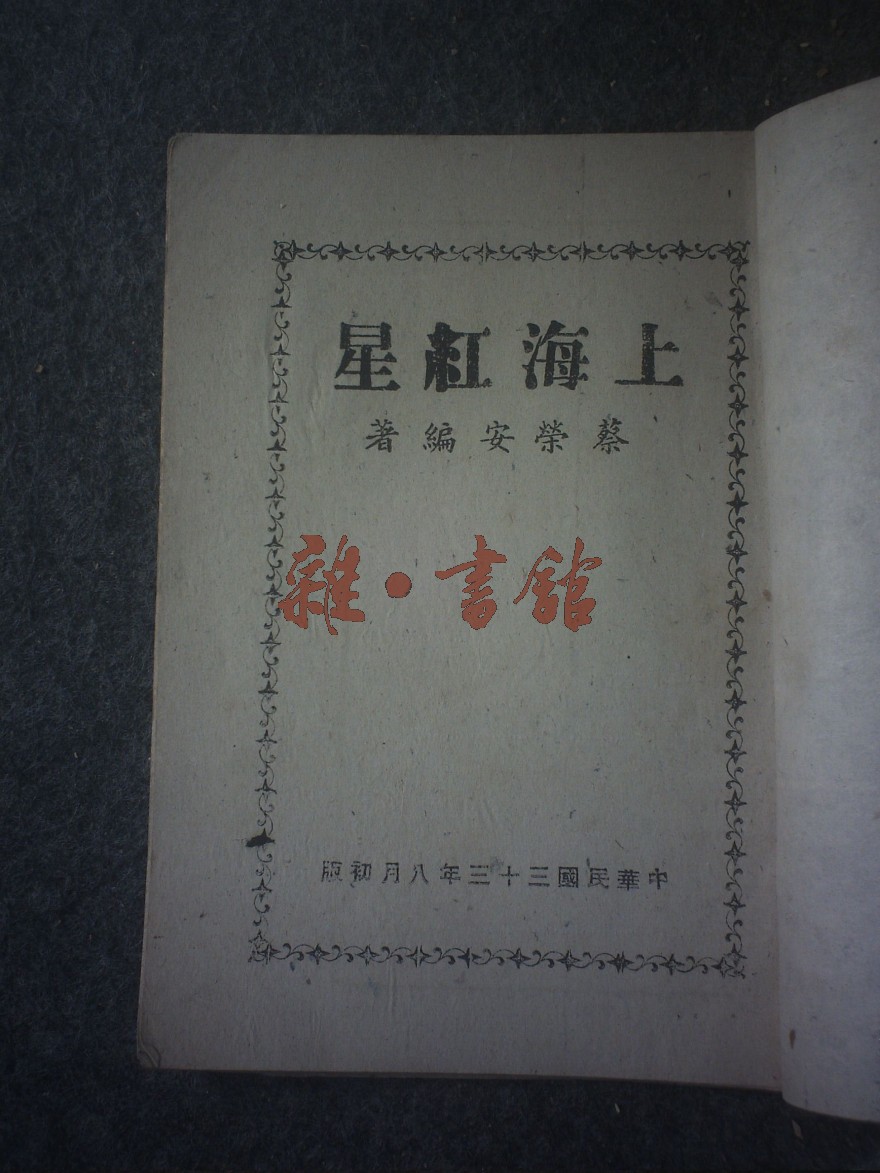 上海紅星
蔡榮安編著
雜·書館
中華民國三十三年八月初版